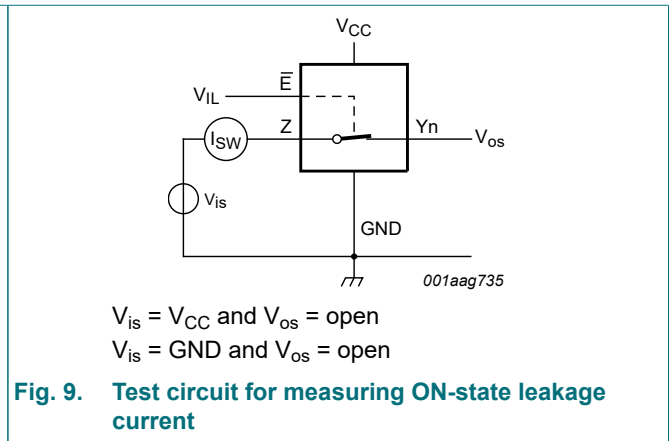 VCC
E̅
VIL
ISW
Z
Yn
Vos
Vis
GND
001aag735
Vis = VCC and Vos = open
Vis = GND and Vos = open
Fig. 9. Test circuit for measuring ON-state leakage
current